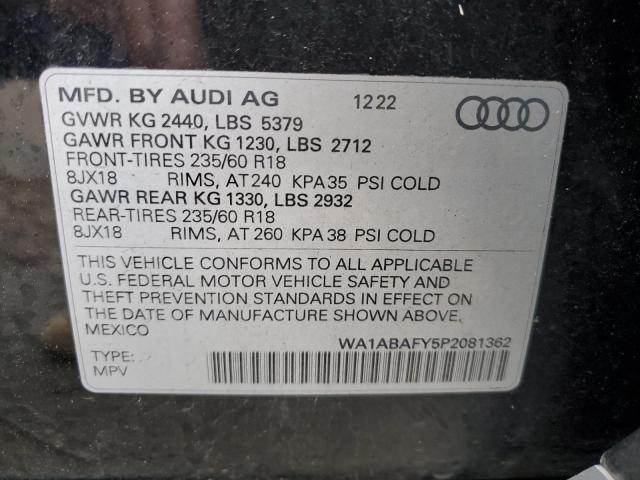 MFD. BY AUDI AG 12 22
GVWR KG 2440, LBS 5379
GAWR FRONT KG 1230, LBS 2712
FRONT-TIRES 235/60 R18
8JX18 RIMS, AT 240 KPA 35 PSI COLD
GAWR REAR KG 1330, LBS 2932
REAR-TIRES 235/60 R18
8JX18 RIMS, AT 260 KPA 38 PSI COLD
THIS VEHICLE CONFORMS TO ALL APPLICABLE
U.S. FEDERAL MOTOR VEHICLE SAFETY AND
THEFT PREVENTION STANDARDS IN EFFECT ON
THE DATE OF MANUFACTURE SHOWN ABOVE.
MEXICO
WA1ABAFY5P2081362
TYPE:
MPV